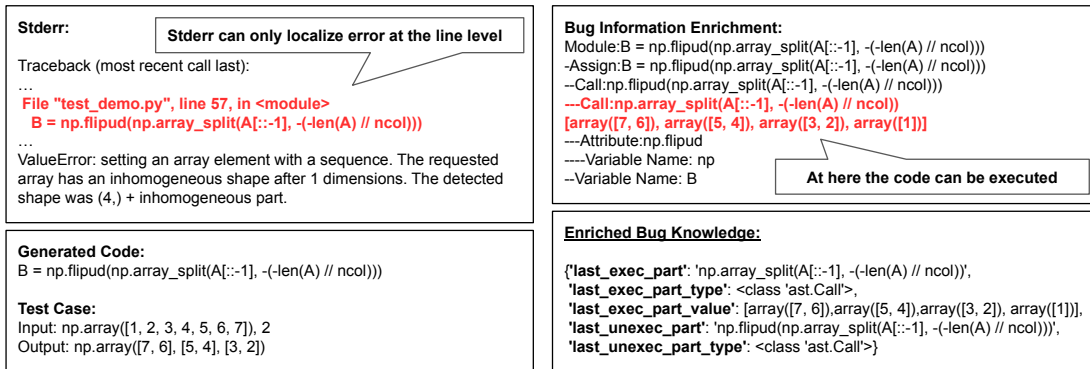 Stderr:
Stderr can only localize error at the line level
Traceback (most recent call last):
…
File "test_demo.py", line 57, in <module>
B = np.flipud(np.array_split(A[::-1], -(-len(A) // ncol)))
…
ValueError: setting an array element with a sequence. The requested
array has an inhomogeneous shape after 1 dimensions. The detected
shape was (4,) + inhomogeneous part.
Generated Code:
B = np.flipud(np.array_split(A[::-1], -(-len(A) // ncol)))
Test Case:
Input: np.array([1, 2, 3, 4, 5, 6, 7]), 2
Output: np.array([7, 6], [5, 4], [3, 2])
Bug Information Enrichment:
Module:B = np.flipud(np.array_split(A[::-1], -(-len(A) // ncol)))
-Assign:B = np.flipud(np.array_split(A[::-1], -(-len(A) // ncol)))
--Call:np.flipud(np.array_split(A[::-1], -(-len(A) // ncol)))
---Call:np.array_split(A[::-1], -(-len(A) // ncol))
[array([7, 6]), array([5, 4]), array([3, 2]), array([1])]
---Attribute:np.flipud
----Variable Name: np
--Variable Name: B
At here the code can be executed
Enriched Bug Knowledge:
{'last_exec_part': 'np.array_split(A[::-1], -(-len(A) // ncol))',
'last_exec_part_type': <class 'ast.Call'>,
'last_exec_part_value': [array([7, 6]),array([5, 4]),array([3, 2]), array([1])],
'last_unexec_part': 'np.flipud(np.array_split(A[::-1], -(-len(A) // ncol)))',
'last_unexec_part_type': <class 'ast.Call'>}